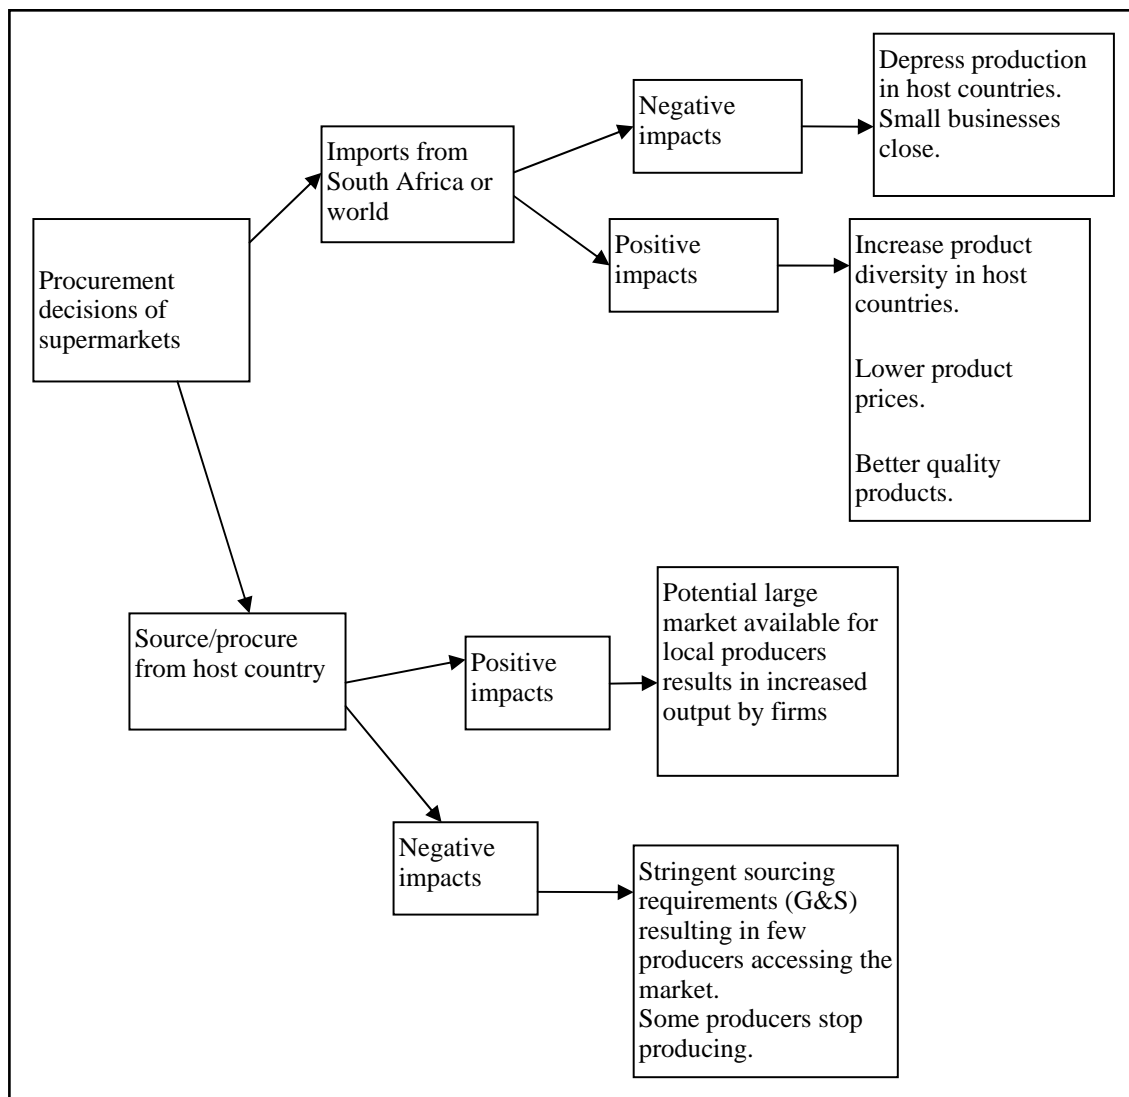 Procurement
decisions of
supermarkets
Imports from
South Africa or
world
Negative
impacts
Depress production
in host countries.
Small businesses
close.
Positive
impacts
Increase product
diversity in host
countries.
Lower product
prices.
Better quality
products.
Source/procure
from host country
Positive
impacts
Potential large
market available for
local producers
results in increased
output by firms
Negative
impacts
Stringent sourcing
requirements (G&S)
resulting in few
producers accessing the
market.
Some producers stop
producing.